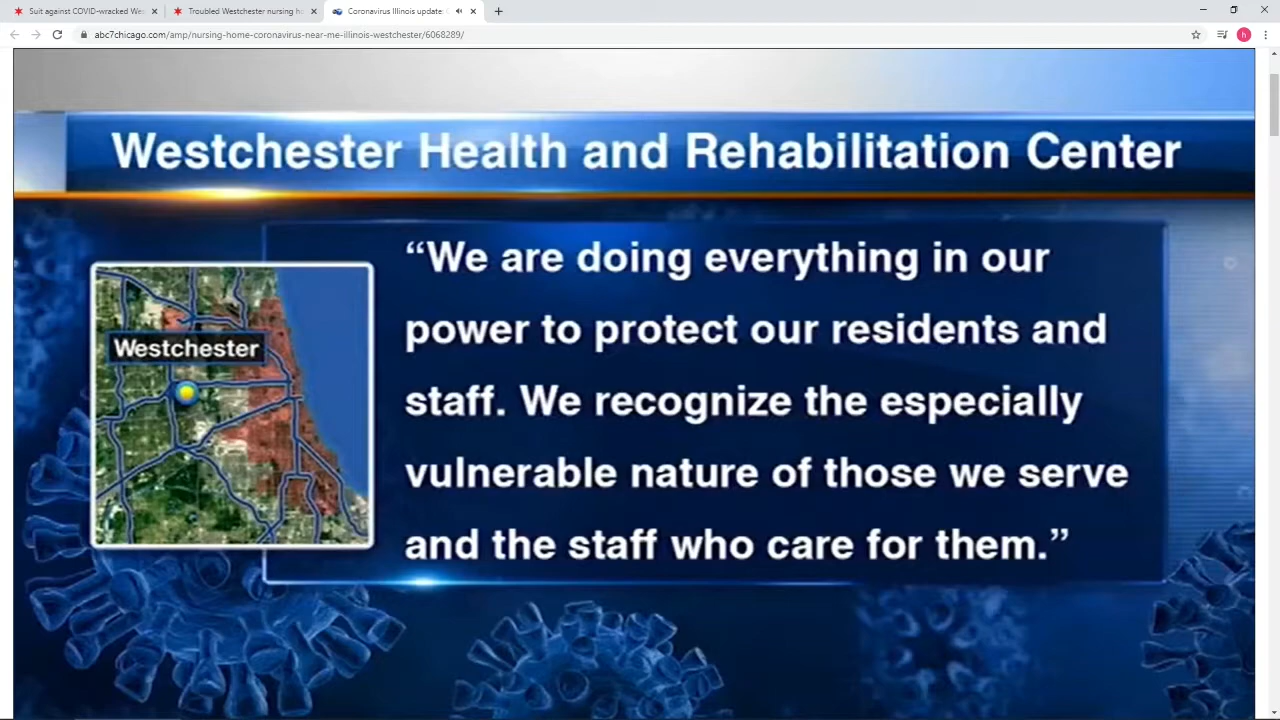 Suit against COVID-wracked Wes
Troubled Westchester nursing ho
Coronavirus Illinois update:
abc7chicago.com/amp/nursing-home-coronavirus-near-me-illinois-westchester/6068289/
h
Westchester Health and Rehabilitation Center
Westchester
“We are doing everything in our
power to protect our residents and
staff. We recognize the especially
vulnerable nature of those we serve
and the staff who care for them.”